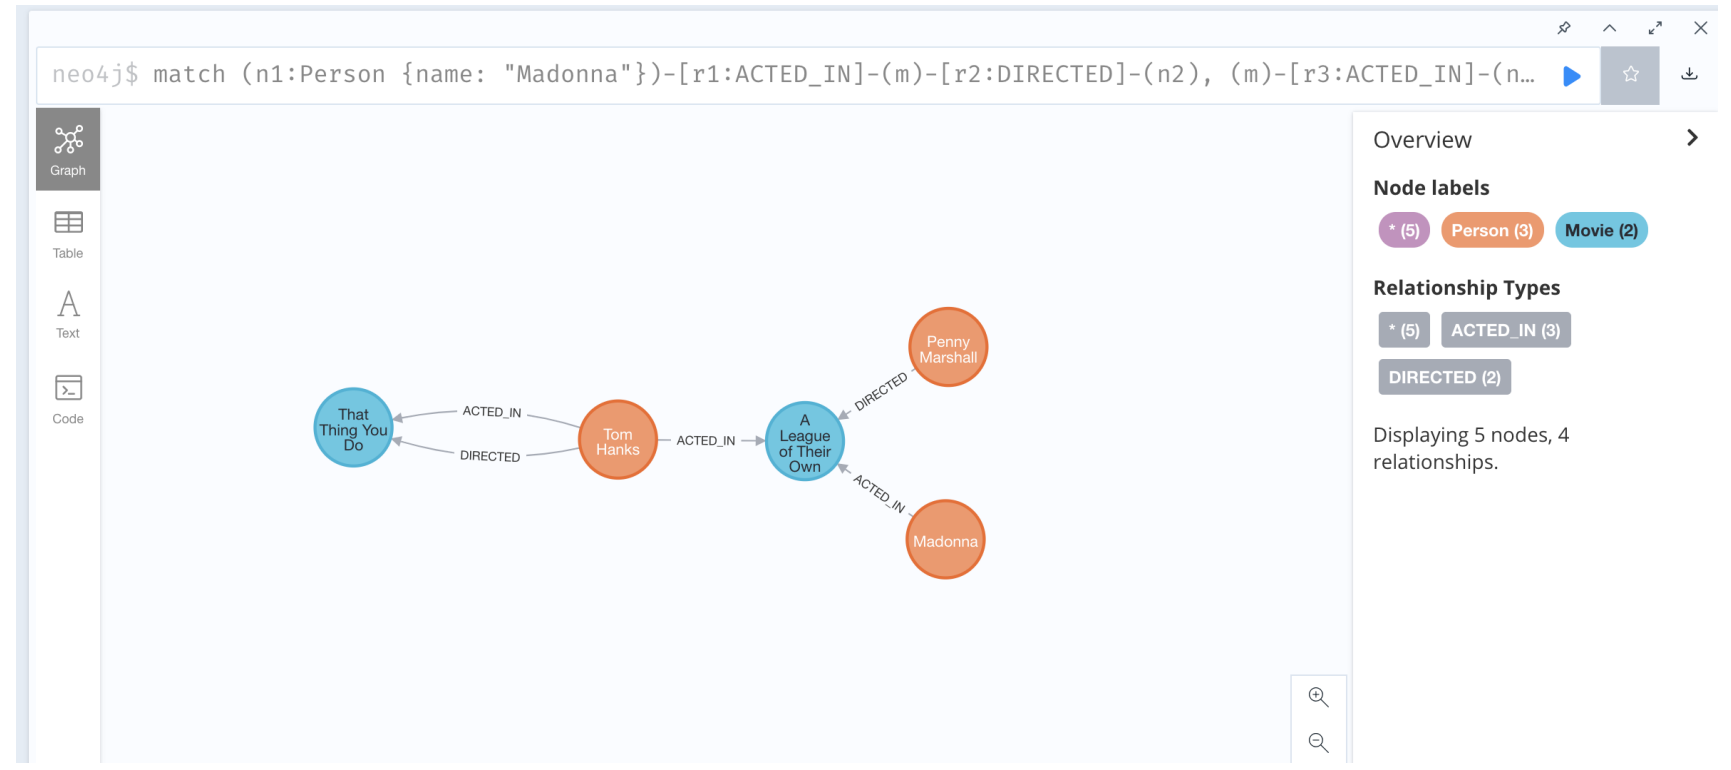 neo4j$ match (n1:Person {name: "Madonna"})-[r1:ACTED_IN]-(m)-[r2:DIRECTED]-(n2), (m)-[r3:ACTED_IN]-(n…
Graph
Table
Text
Code
That
Thing You
Do
ACTED_IN
DIRECTED
Tom
Hanks
ACTED_IN
A
League
of Their
Own
DIRECTED
Penny
Marshall
ACTED_IN
Madonna
Overview
Node labels
* (5) Person (3) Movie (2)
Relationship Types
* (5) ACTED_IN (3)
DIRECTED (2)
Displaying 5 nodes, 4
relationships.